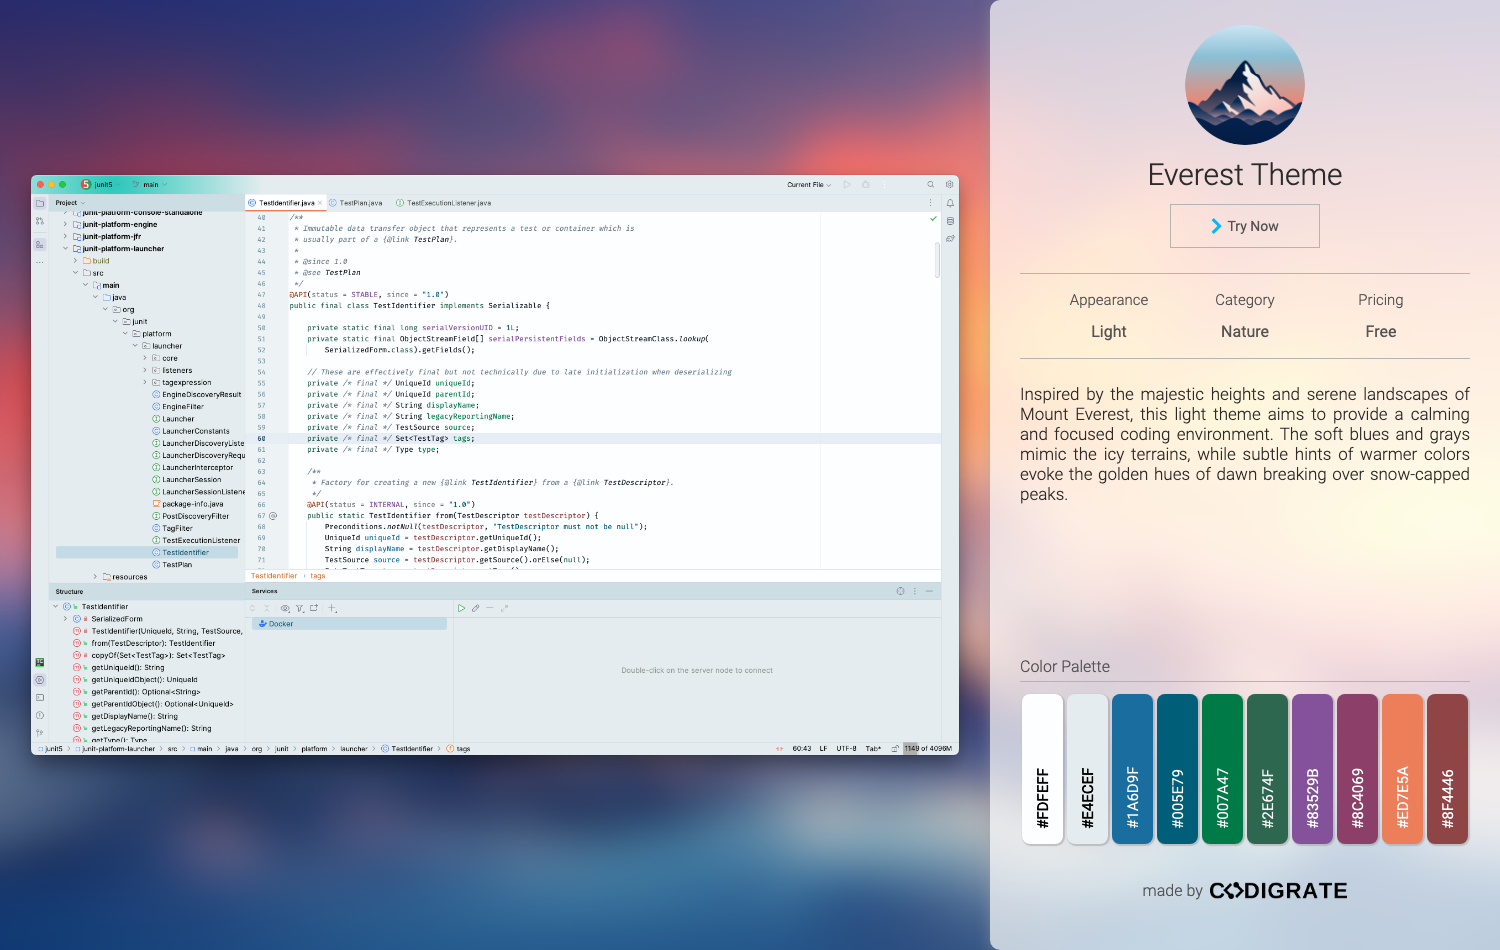 junit5
main
Current File
Project
TestIdentifier.java
TestPlan.java
TestExecutionListener.java
junit-platform-console-standalone
junit-platform-engine
junit-platform-jfr
junit-platform-launcher
build
src
main
java
org
junit
platform
launcher
core
listeners
tagexpression
EngineDiscoveryResult
EngineFilter
Launcher
LauncherConstants
LauncherDiscoveryListe
LauncherDiscoveryRequ
LauncherInterceptor
LauncherSession
LauncherSessionListene
package-info.java
PostDiscoveryFilter
TagFilter
TestExecutionListener
TestIdentifier
TestPlan
resources
40 /**
41 * Immutable data transfer object that represents a test or container which is
42 * usually part of a {@link TestPlan}.
43 *
44 * @since 1.0
45 * @see TestPlan
46 */
47 @API(status = STABLE, since = "1.0")
48 public final class TestIdentifier implements Serializable {
49
50 private static final long serialVersionUID = 1L;
51 private static final ObjectStreamField[] serialPersistentFields = ObjectStreamClass.lookup(
52 SerializedForm.class).getFields();
53
54 // These are effectively final but not technically due to late initialization when deserializing
55 private /* final */ UniqueId uniqueId;
56 private /* final */ UniqueId parentId;
57 private /* final */ String displayName;
58 private /* final */ String legacyReportingName;
59 private /* final */ TestSource source;
60 private /* final */ Set<TestTag> tags;
61 private /* final */ Type type;
62
63 /**
64 * Factory for creating a new {@link TestIdentifier} from a {@link TestDescriptor}.
65 */
66 @API(status = INTERNAL, since = "1.0")
67 public static TestIdentifier from(TestDescriptor testDescriptor) {
68 Preconditions.notNull(testDescriptor, "TestDescriptor must not be null");
69 UniqueId uniqueId = testDescriptor.getUniqueId();
70 String displayName = testDescriptor.getDisplayName();
71 TestSource source = testDescriptor.getSource().orElse(null);
TestIdentifier › tags
Structure
TestIdentifier
SerializedForm
TestIdentifier(UniqueId, String, TestSource,
from(TestDescriptor): TestIdentifier
copyOf(Set<TestTag>): Set<TestTag>
getUniqueId(): String
getUniqueIdObject(): UniqueId
getParentId(): Optional<String>
getParentIdObject(): Optional<UniqueId>
getDisplayName(): String
getLegacyReportingName(): String
getType(): Type
Services
Docker
Double-click on the server node to connect
junit5 › junit-platform-launcher › src › main › java › org › junit › platform › launcher › TestIdentifier › tags
60:43 LF UTF-8 Tab* 1149 of 4096M
Everest Theme
Try Now
Appearance Category Pricing
Light Nature Free
Inspired by the majestic heights and serene landscapes of
Mount Everest, this light theme aims to provide a calming
and focused coding environment. The soft blues and grays
mimic the icy terrains, while subtle hints of warmer colors
evoke the golden hues of dawn breaking over snow-capped
peaks.
Color Palette
#FDFEFF
#E4ECEF
#1A6D9F
#005E79
#007A47
#2E674F
#83529B
#8C4069
#ED7E5A
#8F4446
made by CODIGRATE